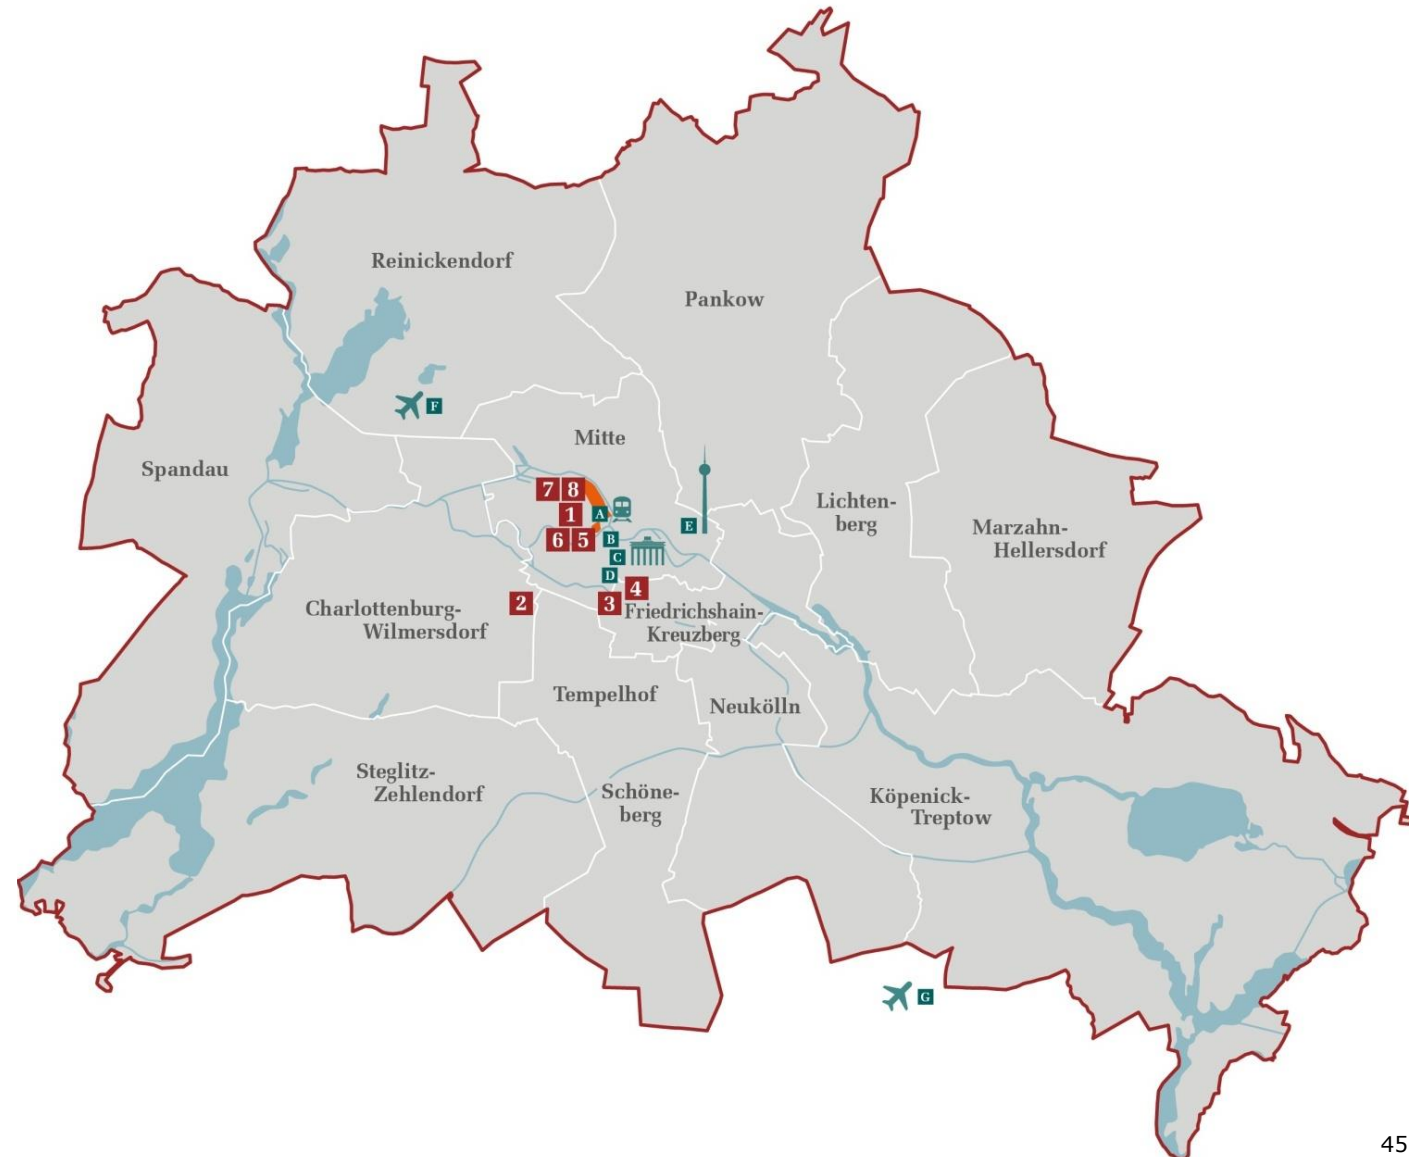 Reinickendorf
Pankow
F
Mitte
Spandau
7 8
1
A
E
Lichten-
berg
Marzahn-
Hellersdorf
6 5
B
C
D
4
2
3
Charlottenburg-
Wilmersdorf
Friedrichshain-
Kreuzberg
Tempelhof
Neukölln
Steglitz-
Zehlendorf
Schöne-
berg
Köpenick-
Treptow
G
45